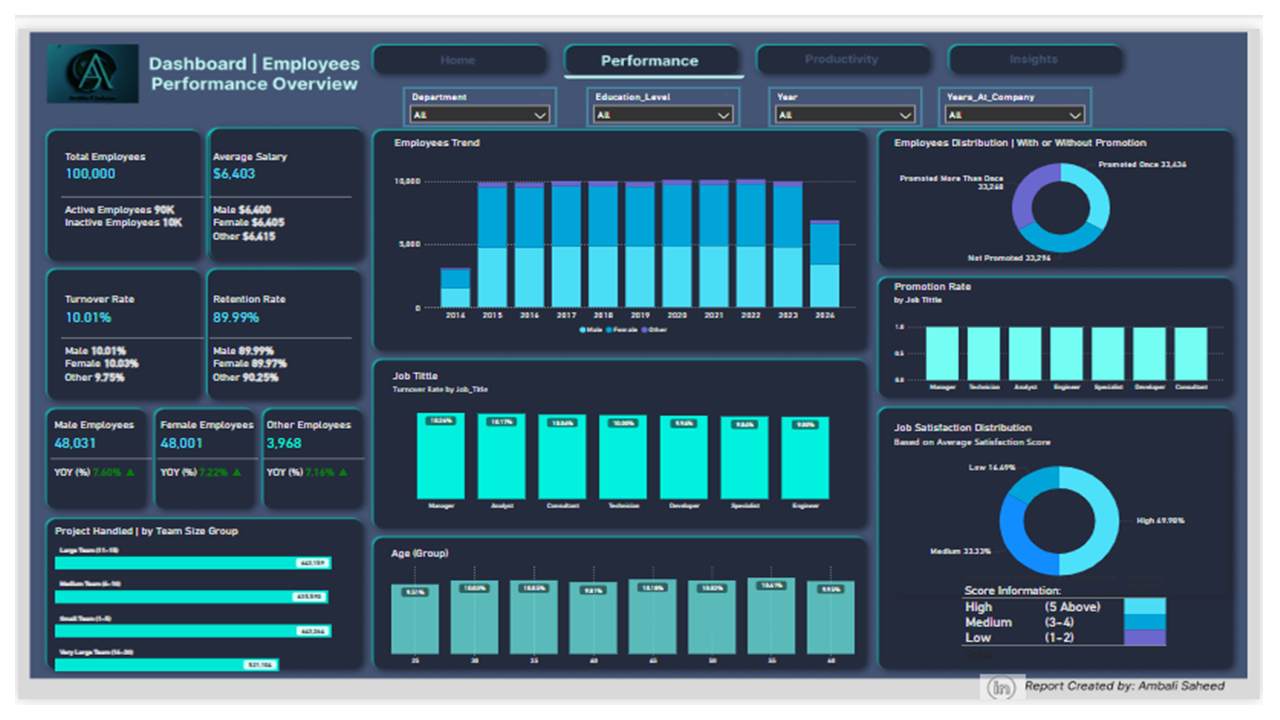 Dashboard | Employees
Performance Overview
Home
Performance
Productivity
Insights
Department
All
Education_Level
All
Year
All
Years_At_Company
All
Total Employees
100,000
Active Employees 90K
Inactive Employees 10K
Average Salary
$6,403
Male $6,400
Female $6,405
Other $6,415
Turnover Rate
10.01%
Male 10.01%
Female 10.03%
Other 9.75%
Retention Rate
89.99%
Male 89.99%
Female 89.97%
Other 90.25%
Male Employees
48,031
YOY (%) 7.60% ▲
Female Employees
48,001
YOY (%) 7.22% ▲
Other Employees
3,968
YOY (%) 7.16% ▲
Project Handled | by Team Size Group
Large Team (11-15)
Medium Team (6-10)
Small Team (1-5)
Very Large Team (16-20)
Employees Trend
10,000
5,000
0
2014 2015 2016 2017 2018 2019 2020 2021 2022 2023 2024
Male Female Other
Job Tittle
Turnover Rate by Job_Title
10.26% 10.17% 10.06% 10.00% 9.96% 9.86% 9.80%
Manager Analyst Consultant Technician Developer Specialist Engineer
Age (Group)
9.51% 10.03% 10.05% 9.81% 10.18% 10.02% 10.41% 9.95%
25 30 35 40 45 50 55 60
Employees Distribution | With or Without Promotion
Promoted Once 33,436
Promoted More Than Once
33,268
Not Promoted 33,296
Promotion Rate
by Job Tittle
1.0
0.5
0.0
Manager Technician Analyst Engineer Specialist Developer Consultant
Job Satisfaction Distribution
Based on Average Satisfaction Score
Low 16.69%
High 49.98%
Medium 33.33%
Score Information:
High (5 Above)
Medium (3-4)
Low (1-2)
in
Report Created by: Ambali Saheed